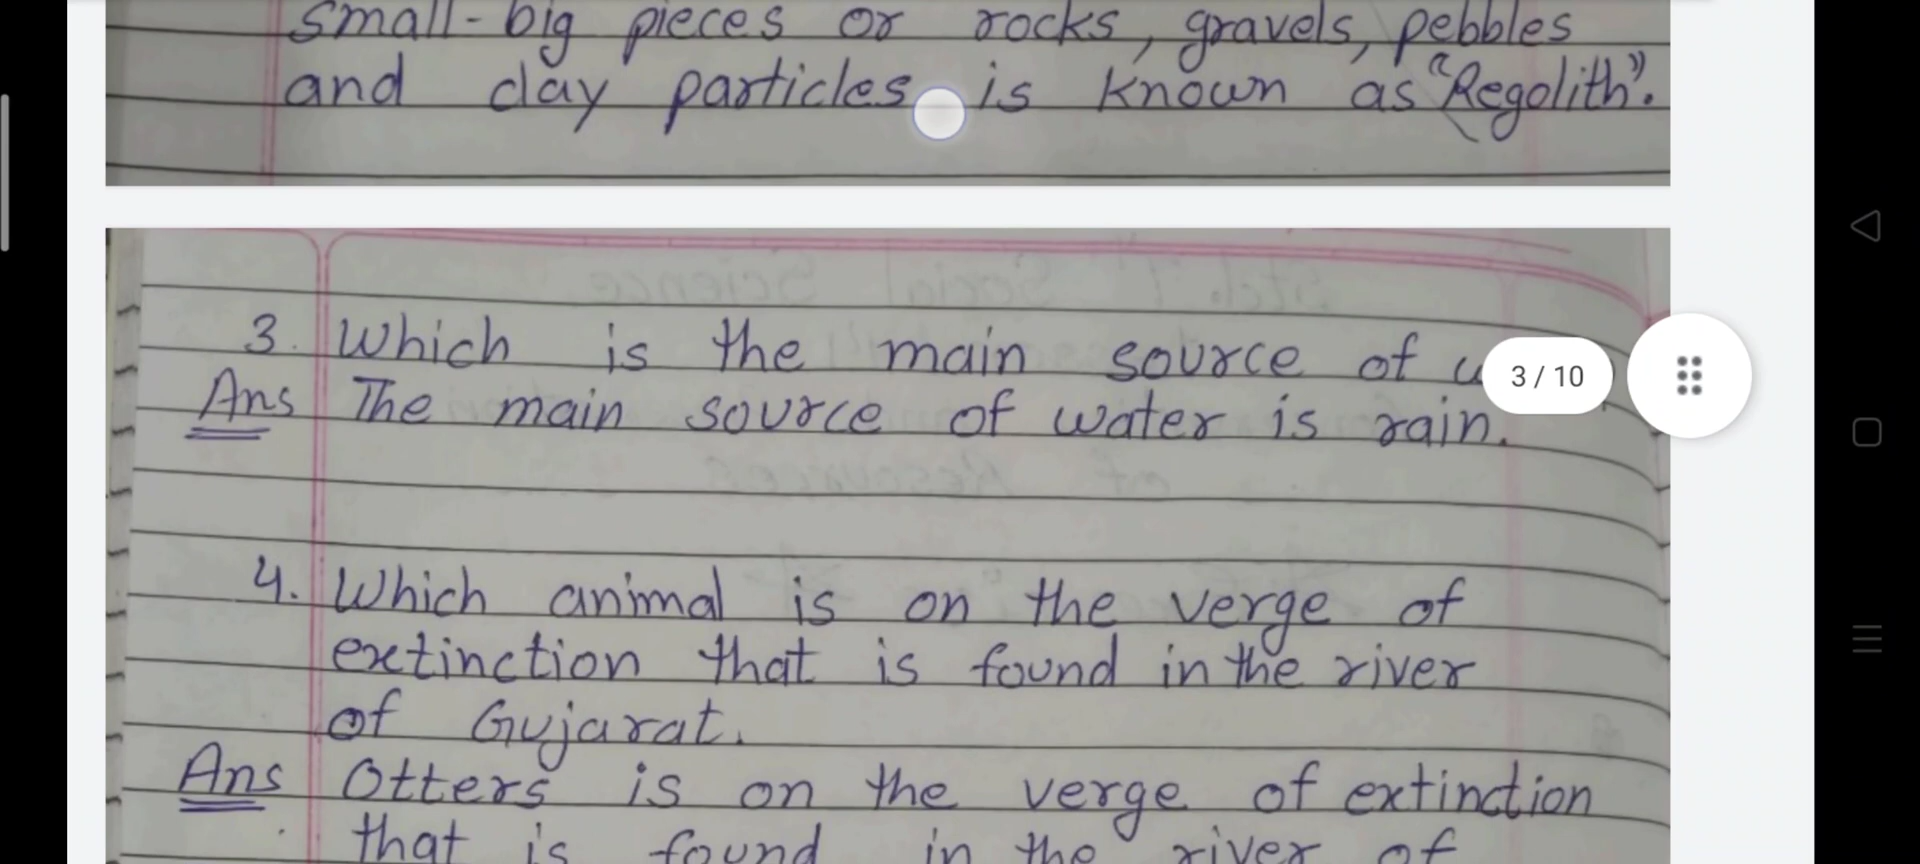 small-big pieces or rocks, gravels, pebbles
and clay particles is known as "Regolith".
3. Which is the main source of
3 / 10
Ans The main source of water is rain.
4. Which animal is on the verge of
extinction that is found in the river
of Gujarat.
Ans Otters is on the verge of extinction
that is found in the river of